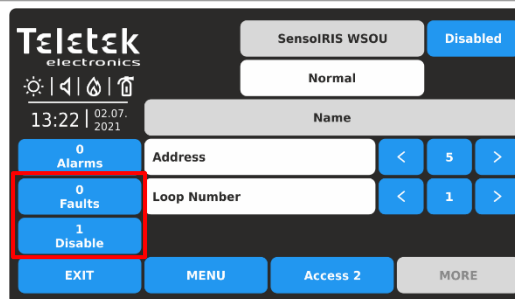 Teletek
electronics
SensoIRIS WSOU
Disabled
Normal
13:22
02.07.
2021
Name
0
Alarms
Address
< 5 >
0
Faults
Loop Number
< 1 >
1
Disable
EXIT
MENU
Access 2
MORE